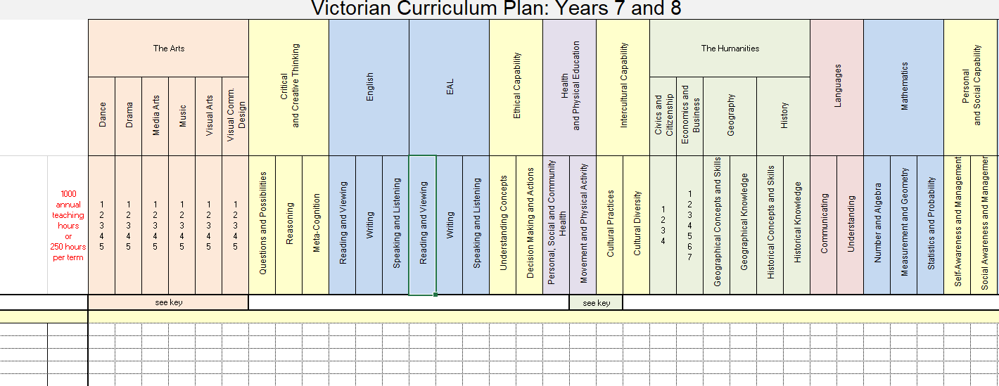 Victorian Curriculum Plan: Years 7 and 8
The Arts
Critical
and Creative Thinking
English
EAL
Ethical Capability
Health
and Physical Education
Intercultural Capability
The Humanities
Languages
Mathematics
Personal
and Social Capability
Dance
Drama
Media Arts
Music
Visual Arts
Visual Comm.
Design
Civics and
Citizenship
Economics and
Business
Geography
History
1000
annual
teaching
hours
or
250 hours
per term
1
2
3
4
5
1
2
3
4
5
1
2
3
4
5
1
2
3
4
5
1
2
3
4
5
1
2
3
4
5
Questions and Possibilities
Reasoning
Meta-Cognition
Reading and Viewing
Writing
Speaking and Listening
Reading and Viewing
Writing
Speaking and Listening
Understanding Concepts
Decision Making and Actions
Personal, Social and Community
Health
Movement and Physical Activity
Cultural Practices
Cultural Diversity
1
2
3
4
1
2
3
4
5
6
7
Geographical Concepts and Skills
Geographical Knowledge
Historical Concepts and Skills
Historical Knowledge
Communicating
Understanding
Number and Algebra
Measurement and Geometry
Statistics and Probability
Self-Awareness and Management
Social Awareness and Managemer
see key
see key